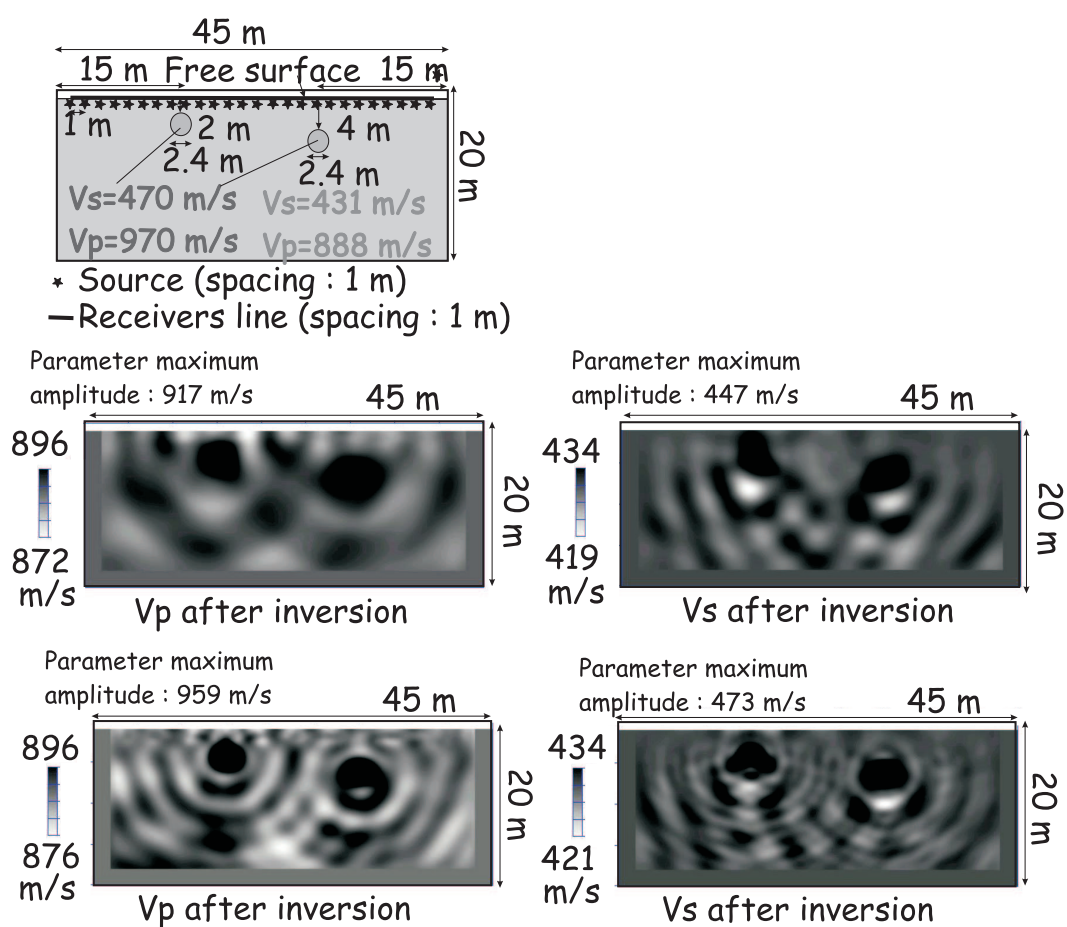 45 m
15 m Free surface 15 m
1 m
2 m
4 m
20 m
2.4 m
2.4 m
Vs=470 m/s
Vs=431 m/s
Vp=970 m/s
Vp=888 m/s
Source (spacing : 1 m)
Receivers line (spacing : 1 m)
Parameter maximum
amplitude : 917 m/s
45 m
896
872
m/s
20 m
Vp after inversion
Parameter maximum
amplitude : 447 m/s
45 m
434
419
m/s
20 m
Vs after inversion
Parameter maximum
amplitude : 959 m/s
45 m
896
876
m/s
20 m
Vp after inversion
Parameter maximum
amplitude : 473 m/s
45 m
434
421
m/s
20 m
Vs after inversion